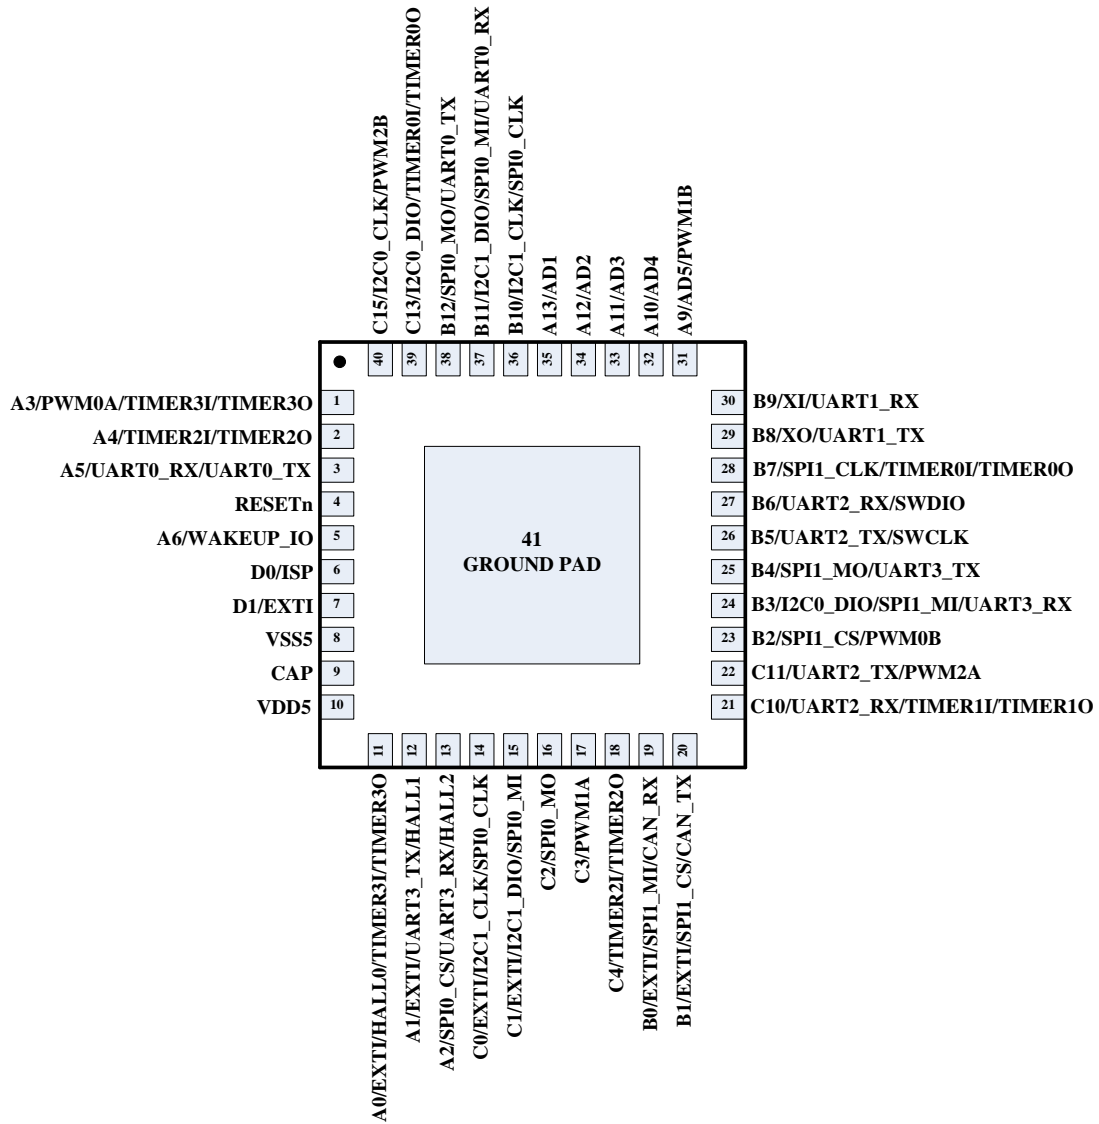 C15/I2C0_CLK/PWM2B
C13/I2C0_DIO/TIMER0I/TIMER0O
B12/SPI0_MO/UART0_TX
B11/I2C1_DIO/SPI0_MI/UART0_RX
B10/I2C1_CLK/SPI0_CLK
A13/AD1
A12/AD2
A11/AD3
A10/AD4
A9/AD5/PWM1B
40
39
38
37
36
35
34
33
32
31
A3/PWM0A/TIMER3I/TIMER3O 1
A4/TIMER2I/TIMER2O 2
A5/UART0_RX/UART0_TX 3
RESETn 4
A6/WAKEUP_IO 5
D0/ISP 6
D1/EXTI 7
VSS5 8
CAP 9
VDD5 10
41
GROUND PAD
30 B9/XI/UART1_RX
29 B8/XO/UART1_TX
28 B7/SPI1_CLK/TIMER0I/TIMER0O
27 B6/UART2_RX/SWDIO
26 B5/UART2_TX/SWCLK
25 B4/SPI1_MO/UART3_TX
24 B3/I2C0_DIO/SPI1_MI/UART3_RX
23 B2/SPI1_CS/PWM0B
22 C11/UART2_TX/PWM2A
21 C10/UART2_RX/TIMER1I/TIMER1O
11
12
13
14
15
16
17
18
19
20
A0/EXTI/HALL0/TIMER3I/TIMER3O
A1/EXTI/UART3_TX/HALL1
A2/SPI0_CS/UART3_RX/HALL2
C0/EXTI/I2C1_CLK/SPI0_CLK
C1/EXTI/I2C1_DIO/SPI0_MI
C2/SPI0_MO
C3/PWM1A
C4/TIMER2I/TIMER2O
B0/EXTI/SPI1_MI/CAN_RX
B1/EXTI/SPI1_CS/CAN_TX